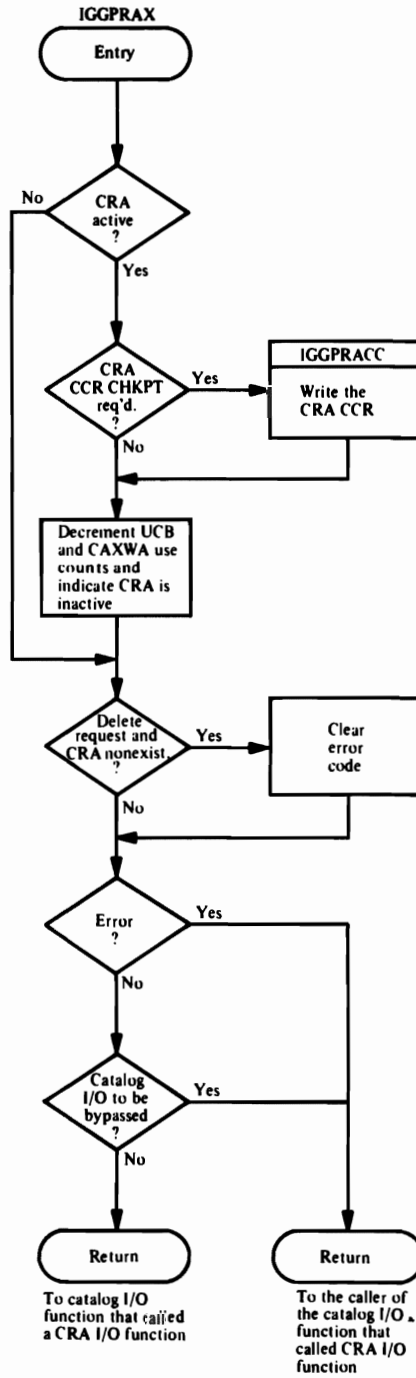 IGGPRAX
Entry
No
CRA
active
?
Yes
CRA
CCR CHKPT
req'd.
?
Yes
IGGPRACC
Write the
CRA CCR
No
Decrement UCB
and CAXWA use
counts and
indicate CRA is
inactive
Delete
request and
CRA nonexist.
?
Yes
Clear
error
code
No
Error
?
Yes
No
Catalog
I/O to be
bypassed
?
Yes
No
Return
To catalog I/O
function that called
a CRA I/O function
Return
To the caller of
the catalog I/O
function that
called CRA I/O
function